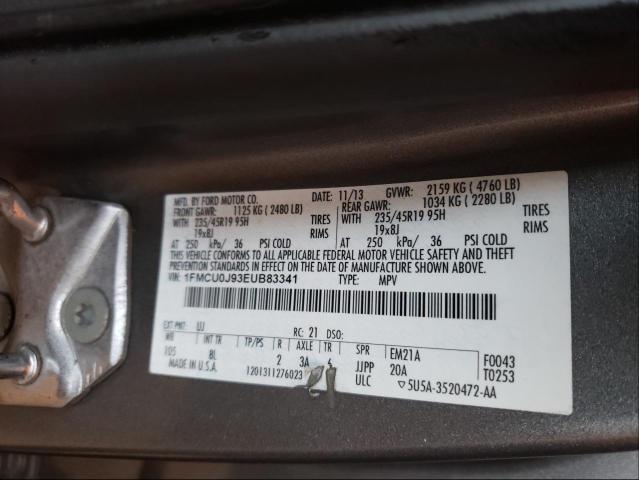 MFD. BY FORD MOTOR CO.
DATE: 11/13 GVWR: 2159 KG ( 4760 LB)
FRONT GAWR: 1125 KG ( 2480 LB) REAR GAWR: 1034 KG ( 2280 LB)
WITH 235/45R19 95H TIRES WITH 235/45R19 95H TIRES
19x8J RIMS 19x8J RIMS
AT 250 kPa/ 36 PSI COLD AT 250 kPa/ 36 PSI COLD
THIS VEHICLE CONFORMS TO ALL APPLICABLE FEDERAL MOTOR VEHICLE SAFETY AND THEFT
PREVENTION STANDARDS IN EFFECT ON THE DATE OF MANUFACTURE SHOWN ABOVE.
VIN: 1FMCU0J93EUB83341 TYPE: MPV
EXT PNT: UJ RC: 21 DSO:
WB INT TR TP/PS R AXLE TR SPR EM21A F0043
105 BL 2 3A 6 JJPP 20A T0253
MADE IN U.S.A. 1201311276023 ULC 5U5A-3520472-AA